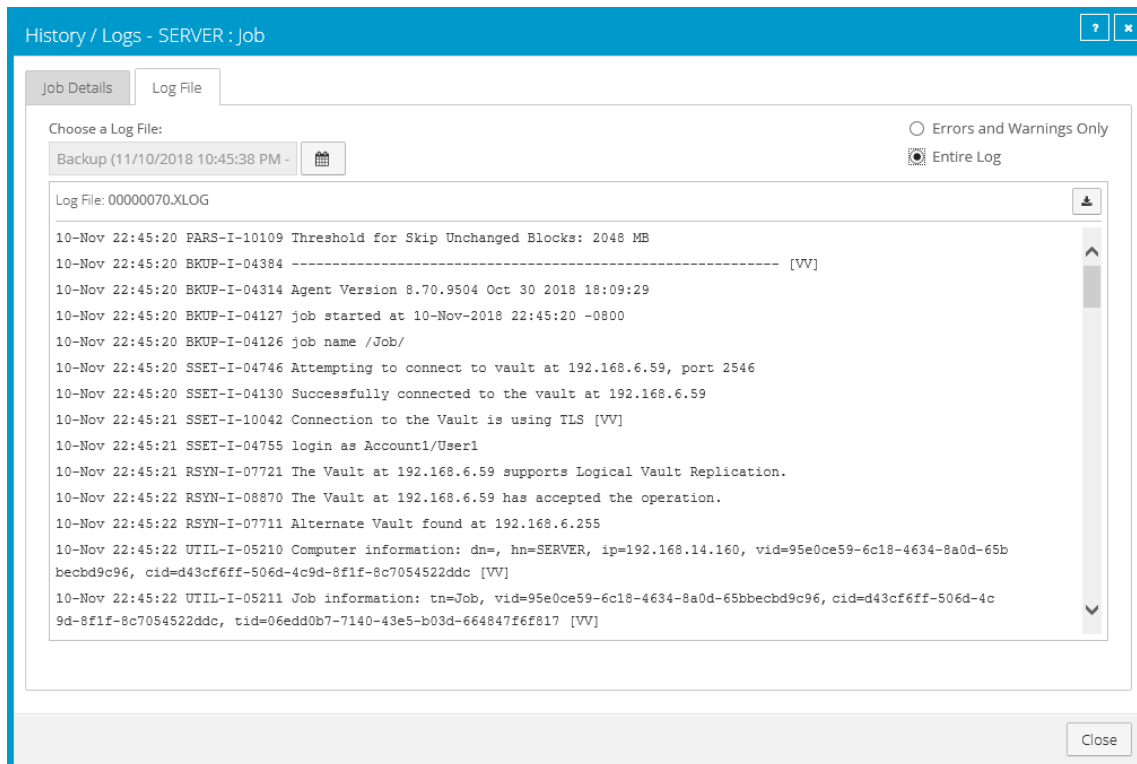 History / Logs - SERVER : Job
? ×
Job Details
Log File
Choose a Log File:
Errors and Warnings Only
Backup (11/10/2018 10:45:38 PM -
Entire Log
Log File: 00000070.XLOG
10-Nov 22:45:20 PARS-I-10109 Threshold for Skip Unchanged Blocks: 2048 MB
10-Nov 22:45:20 BKUP-I-04384 ------------------------------------------------------------ [VV]
10-Nov 22:45:20 BKUP-I-04314 Agent Version 8.70.9504 Oct 30 2018 18:09:29
10-Nov 22:45:20 BKUP-I-04127 job started at 10-Nov-2018 22:45:20 -0800
10-Nov 22:45:20 BKUP-I-04126 job name /Job/
10-Nov 22:45:20 SSET-I-04746 Attempting to connect to vault at 192.168.6.59, port 2546
10-Nov 22:45:20 SSET-I-04130 Successfully connected to the vault at 192.168.6.59
10-Nov 22:45:21 SSET-I-10042 Connection to the Vault is using TLS [VV]
10-Nov 22:45:21 SSET-I-04755 login as Account1/User1
10-Nov 22:45:21 RSYN-I-07721 The Vault at 192.168.6.59 supports Logical Vault Replication.
10-Nov 22:45:22 RSYN-I-08870 The Vault at 192.168.6.59 has accepted the operation.
10-Nov 22:45:22 RSYN-I-07711 Alternate Vault found at 192.168.6.255
10-Nov 22:45:22 UTIL-I-05210 Computer information: dn=, hn=SERVER, ip=192.168.14.160, vid=95e0ce59-6c18-4634-8a0d-65b
becbd9c96, cid=d43cf6ff-506d-4c9d-8f1f-8c7054522ddc [VV]
10-Nov 22:45:22 UTIL-I-05211 Job information: tn=Job, vid=95e0ce59-6c18-4634-8a0d-65bbecbd9c96, cid=d43cf6ff-506d-4c
9d-8f1f-8c7054522ddc, tid=06edd0b7-7140-43e5-b03d-664847f6f817 [VV]
Close